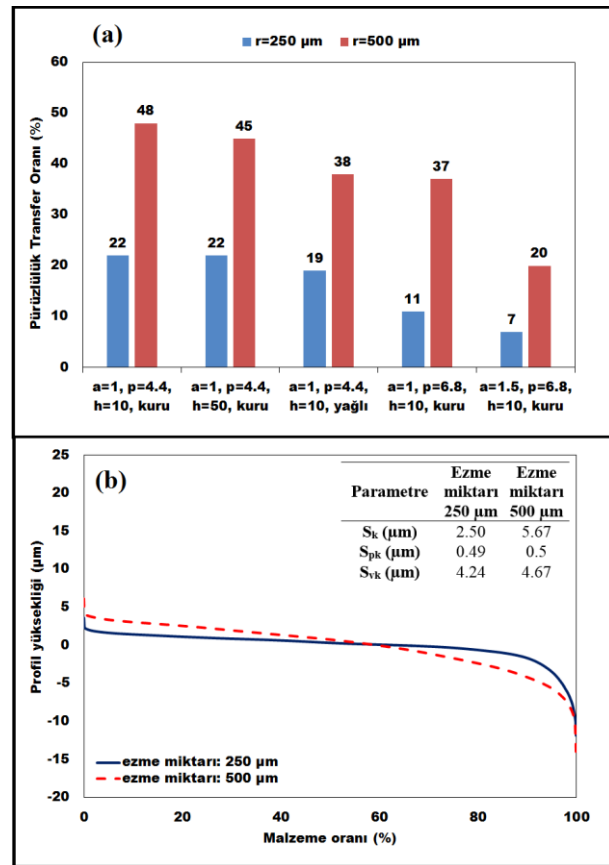 (a)
r=250 µm r=500 µm
Pürüzlülük Transfer Oranı (%)
60
50
40
30
20
10
0
22 48
22 45
19 38
11 37
7 20
a=1, p=4.4, a=1, p=4.4, a=1, p=4.4, a=1, p=6.8, a=1.5, p=6.8,
h=10, kuru h=50, kuru h=10, yağlı h=10, kuru h=10, kuru
(b)
Profil yüksekliği (µm)
25
20
15
10
5
0
-5
-10
-15
-20
Parametre Ezme miktarı 250 µm Ezme miktarı 500 µm
Sk (µm) 2.50 5.67
Spk (µm) 0.49 0.5
Svk (µm) 4.24 4.67
ezme miktarı: 250 µm
ezme miktarı: 500 µm
0 20 40 60 80 100
Malzeme oranı (%)